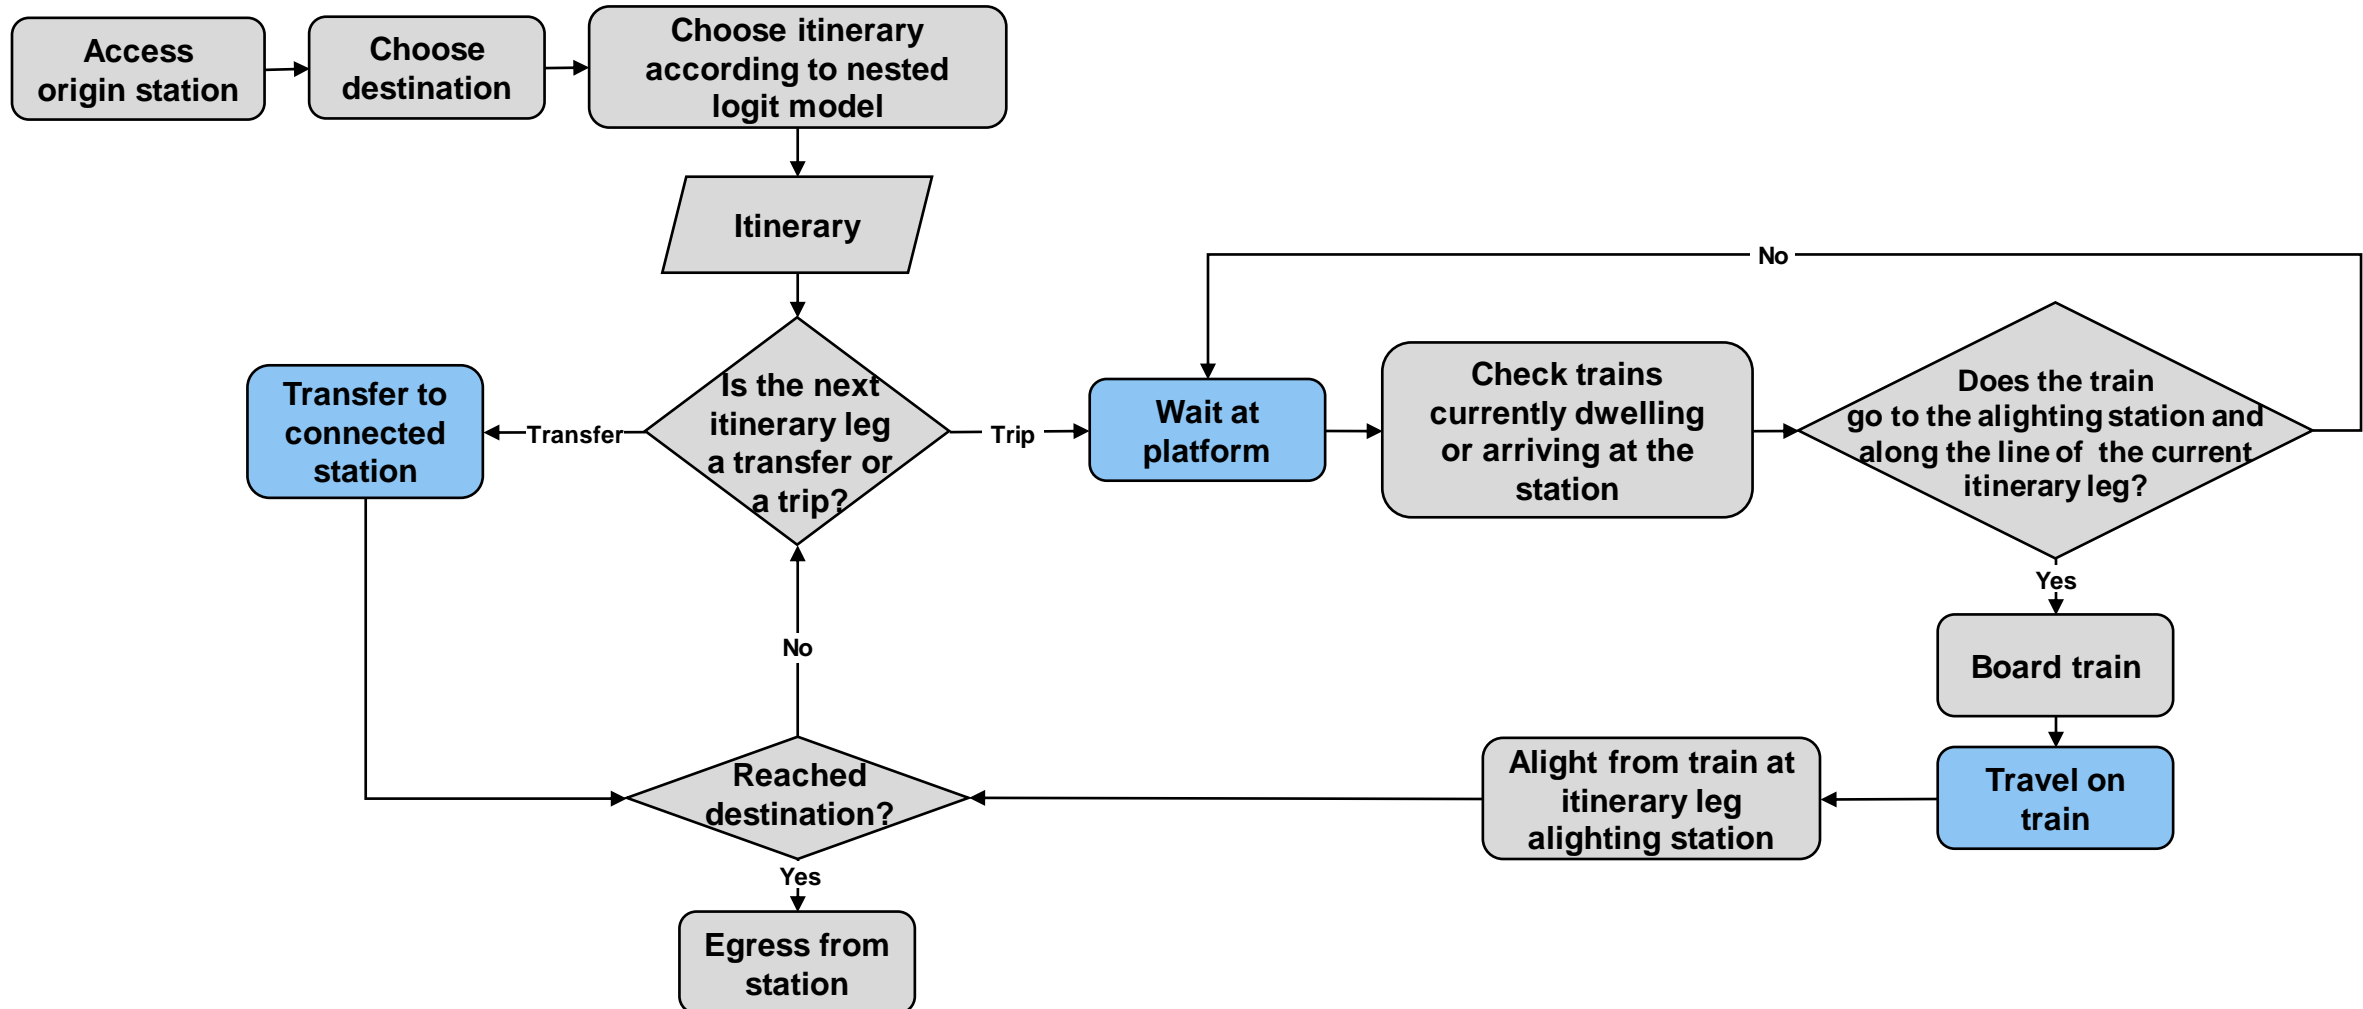 Access
origin station
Choose
destination
Choose itinerary
according to nested
logit model
Itinerary
No
Is the next
itinerary leg
a transfer or
a trip?
Transfer
Transfer to
connected
station
Trip
Wait at
platform
Check trains
currently dwelling
or arriving at the
station
Does the train
go to the alighting station and
along the line of the current
itinerary leg?
Yes
Board train
Travel on
train
Alight from train at
itinerary leg
alighting station
No
Reached
destination?
Yes
Egress from
station